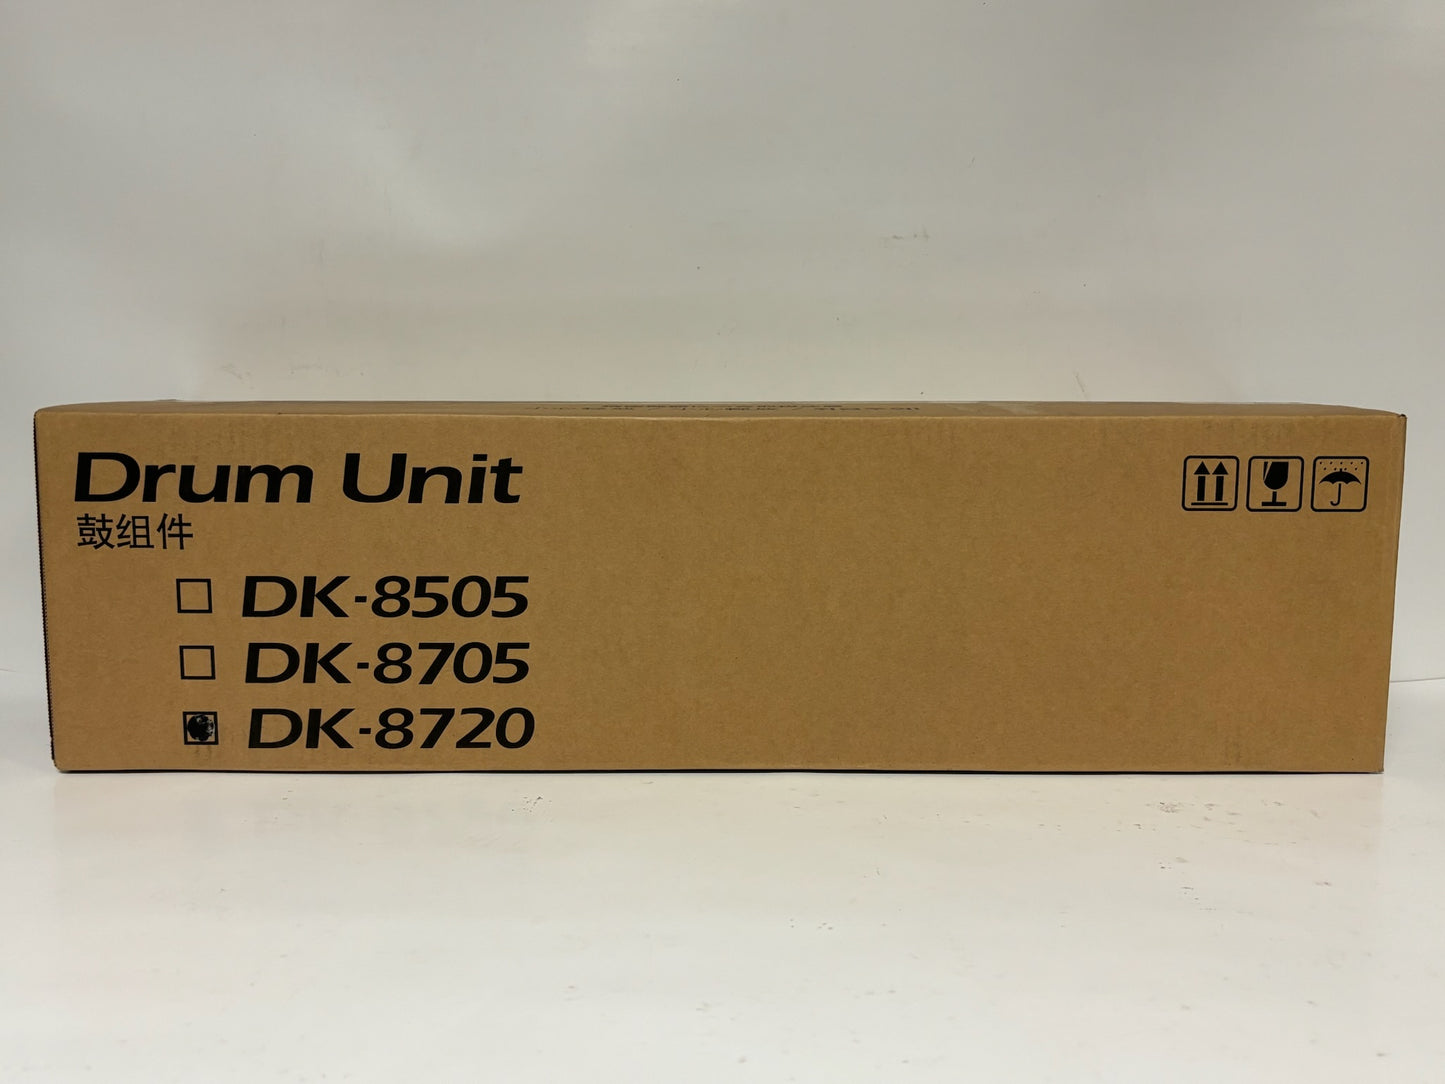 Drum Unit
鼓组件
DK-8505
DK-8705
DK-8720